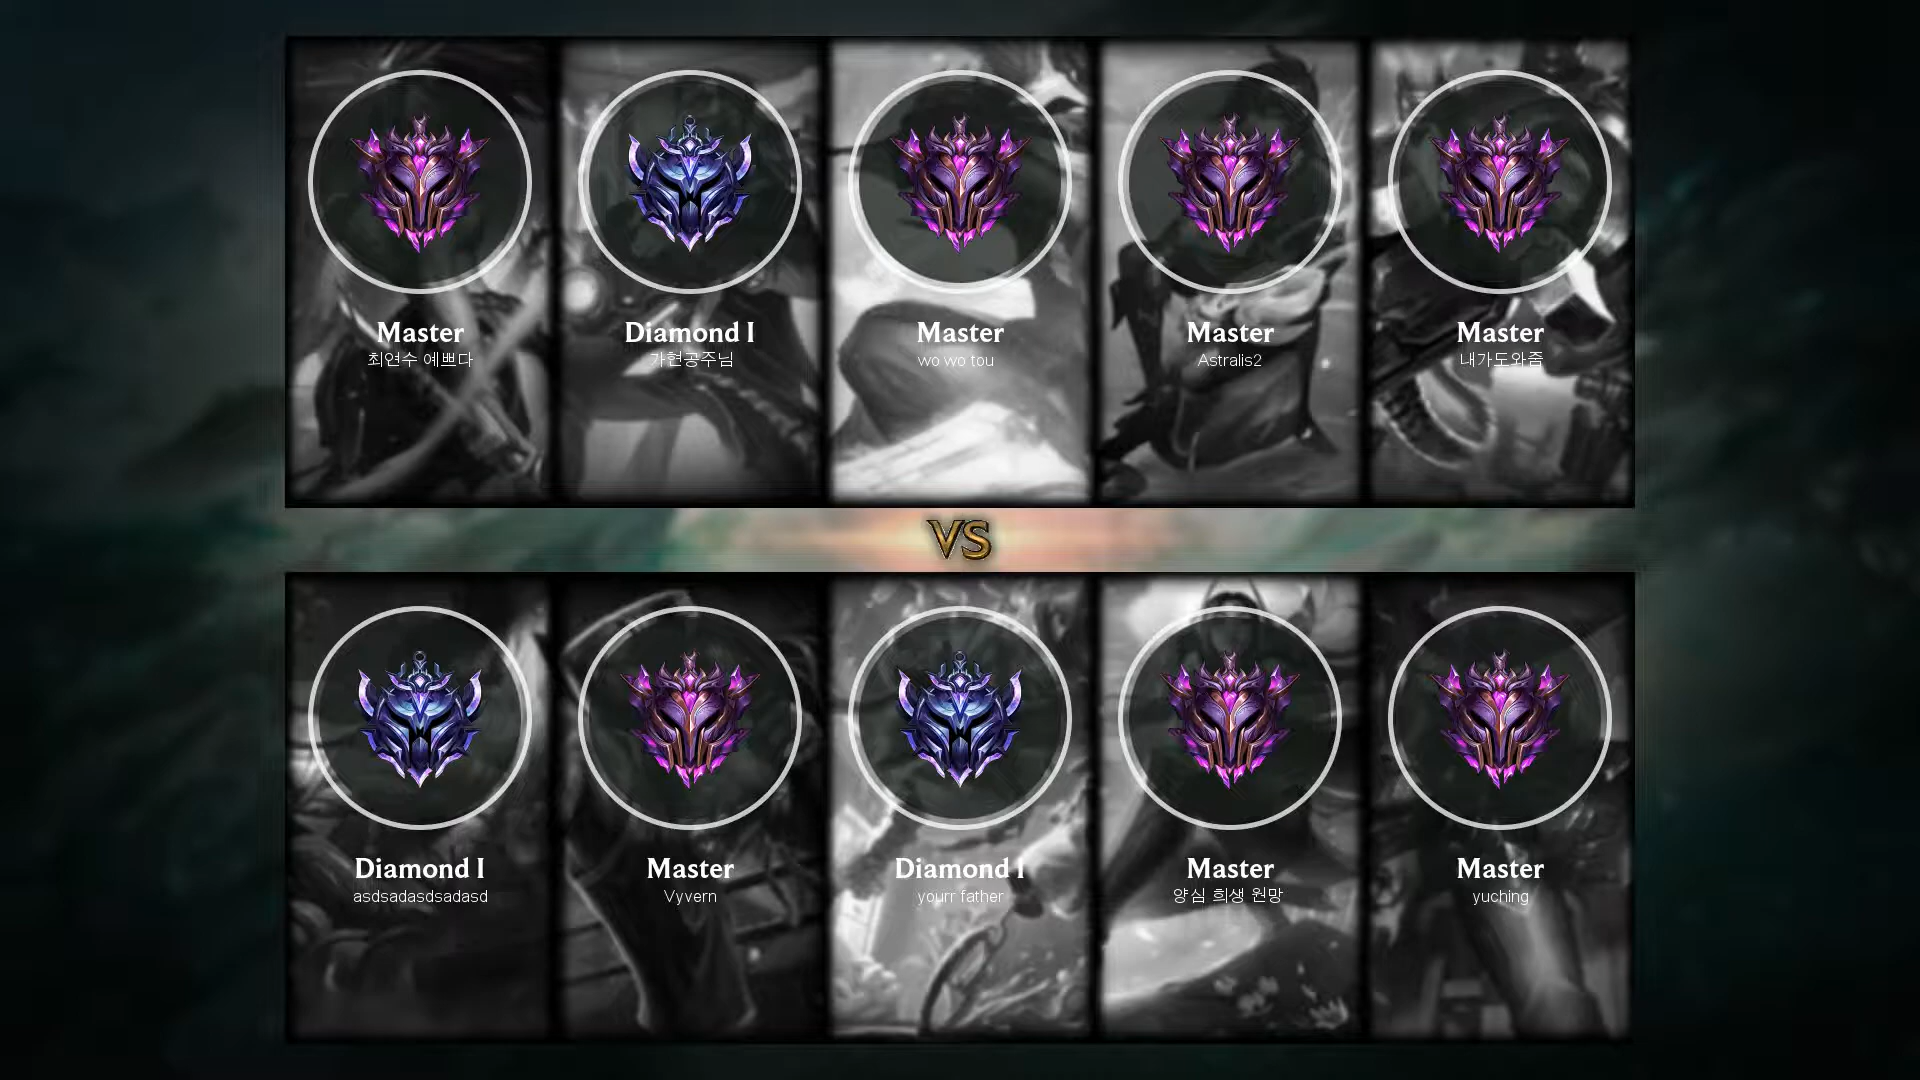 Master
최연수 예쁘다
Diamond I
가현공주님
Master
wo wo tou
Master
Astralis2
Master
내가도와줌
VS
Diamond I
asdsadasdsadasd
Master
Vyvern
Diamond I
yourr father
Master
양심 희생 원망
Master
yuching